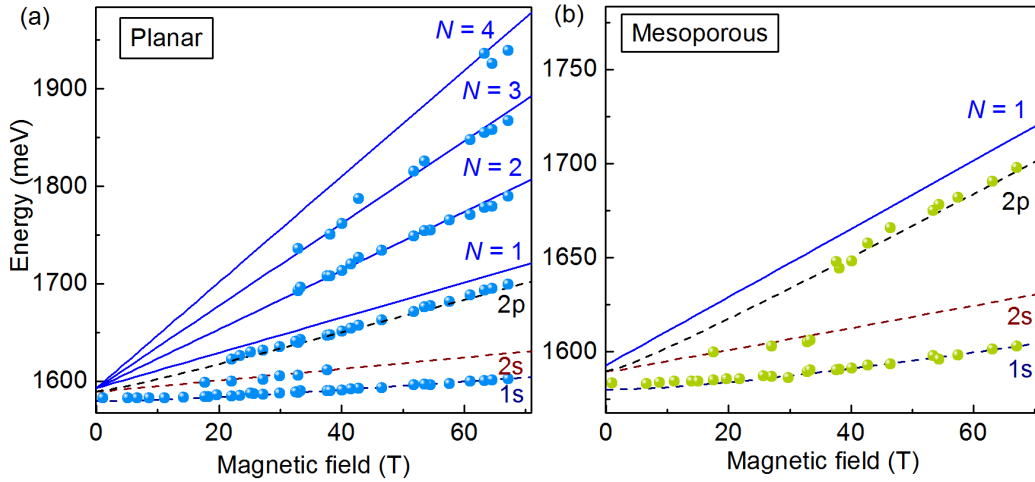 (a)
Planar
N = 4
N = 3
N = 2
N = 1
2p
2s
1s
1900
1800
1700
1600
Energy (meV)
0
20
40
60
Magnetic field (T)
(b)
Mesoporous
N = 1
2p
2s
1s
1750
1700
1650
1600
0
20
40
60
Magnetic field (T)